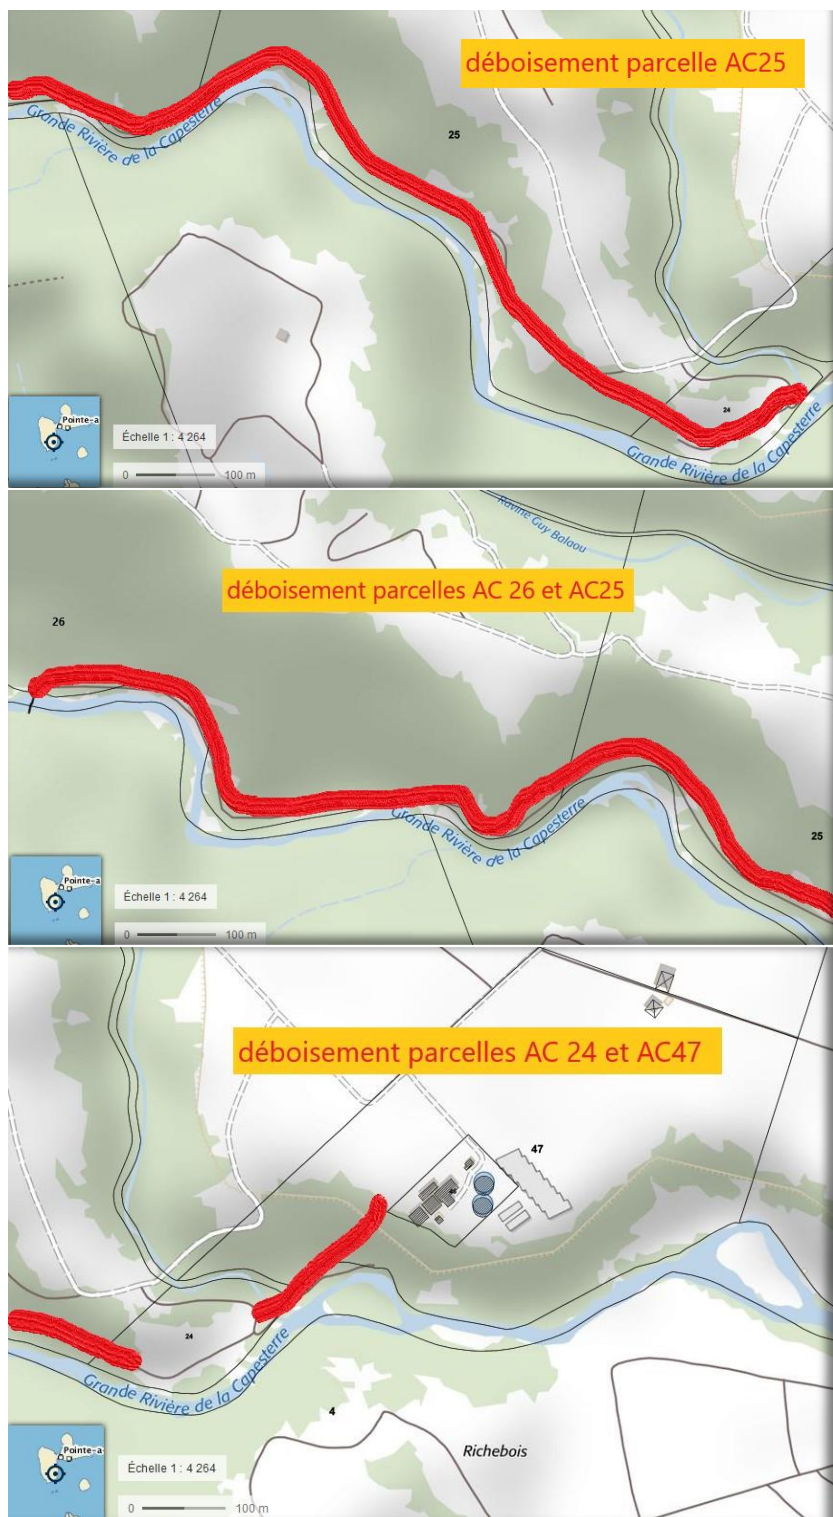 déboisement parcelle AC25
Grande Rivière de la Capesterre
25
24
Pointe-a
Échelle 1 : 4 264
0 100 m
Grande Rivière de la Capesterre
Ravine Guy Balaou
déboisement parcelles AC 26 et AC25
26
Grande Rivière de la Capesterre
25
Pointe-a
Échelle 1 : 4 264
0 100 m
déboisement parcelles AC 24 et AC47
47
24
Grande Rivière de la Capesterre
4
Richebois
Pointe-a
Échelle 1 : 4 264
0 100 m